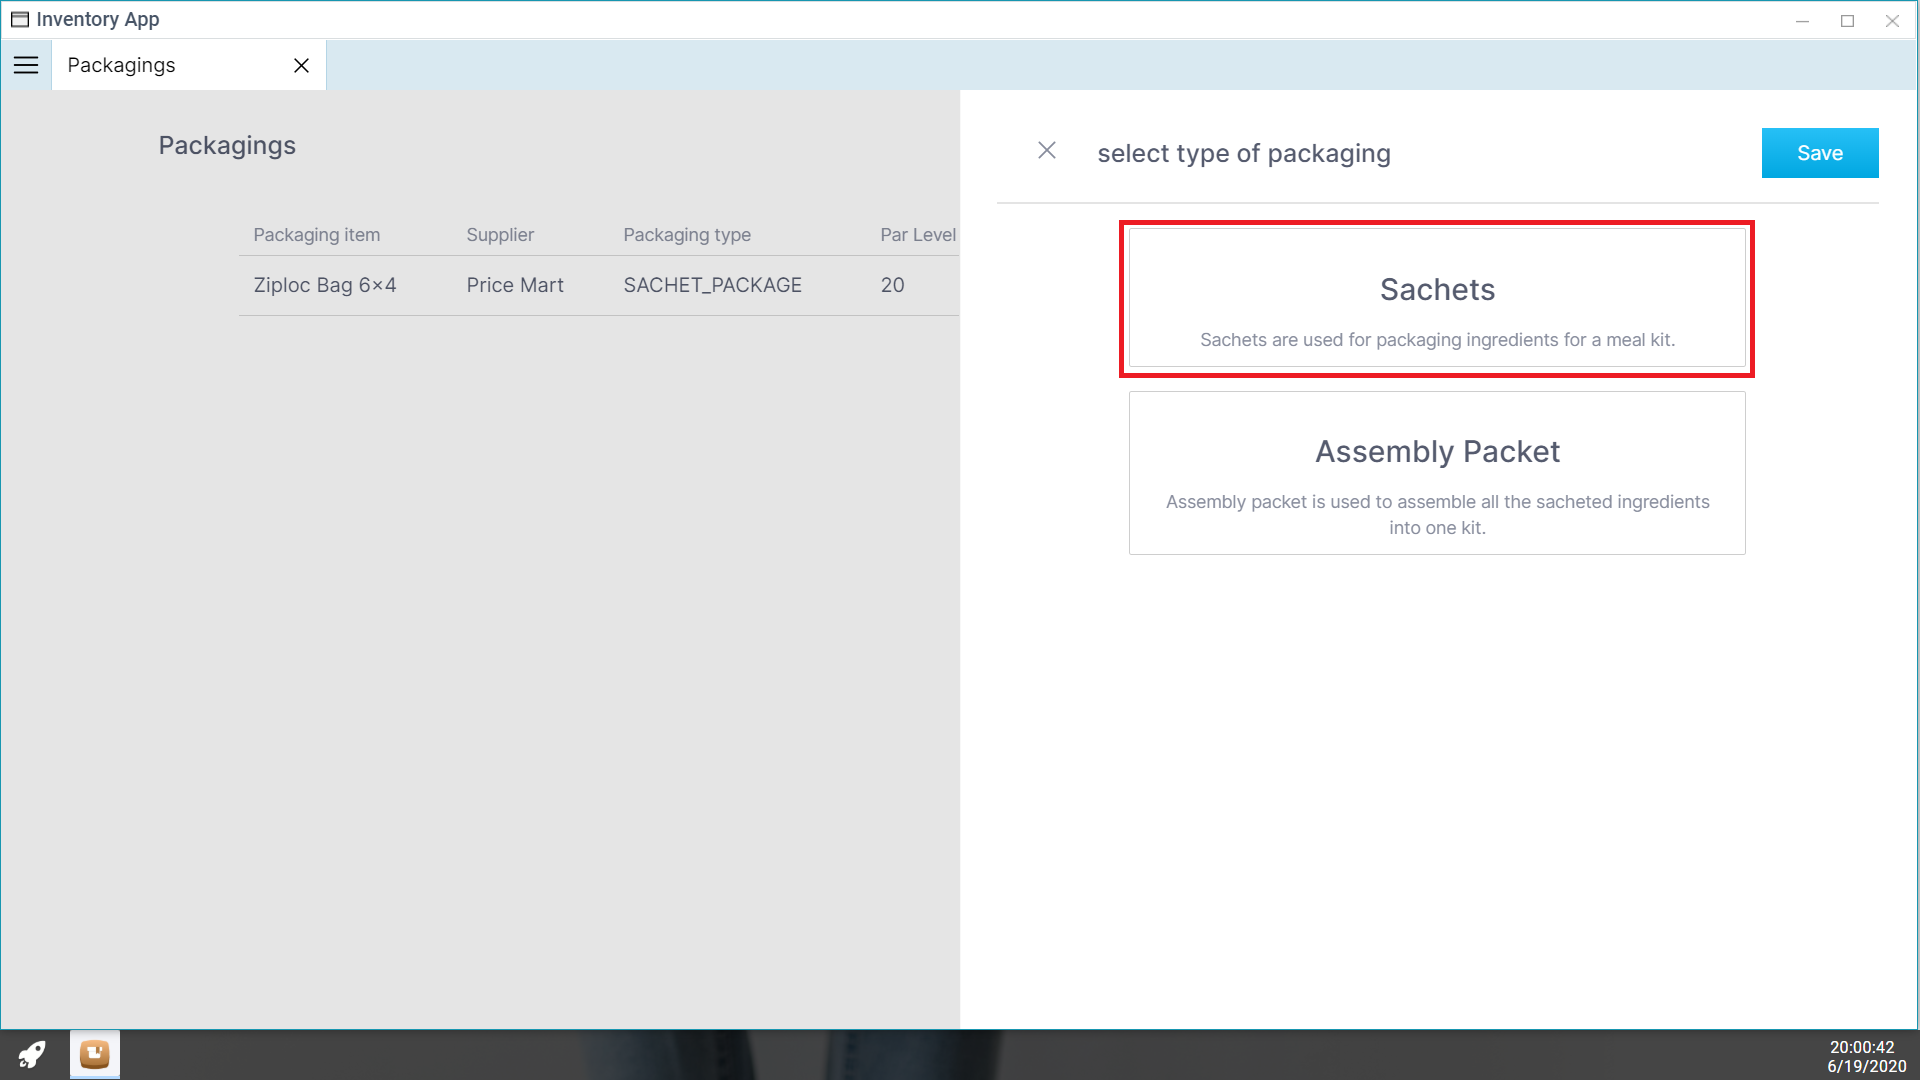 Inventory App
Packagings
Packagings
Packaging item Supplier Packaging type Par Level
Ziploc Bag 6×4 Price Mart SACHET_PACKAGE 20
select type of packaging
Save
Sachets
Sachets are used for packaging ingredients for a meal kit.
Assembly Packet
Assembly packet is used to assemble all the sacheted ingredients
into one kit.
20:00:42
6/19/2020